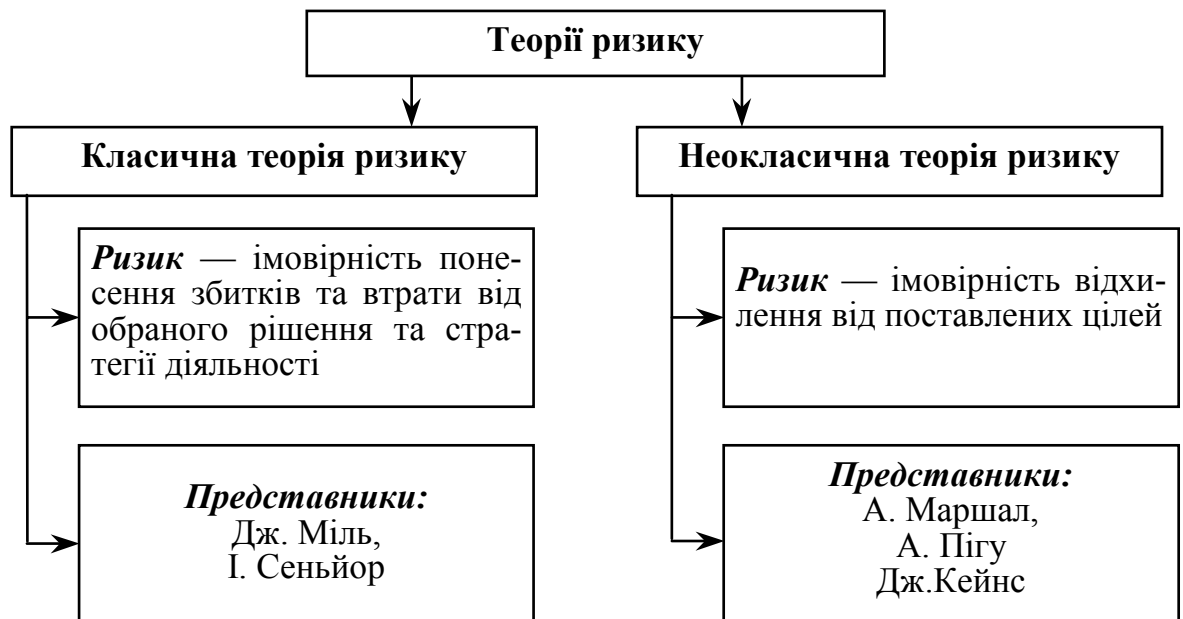 Теорії ризику
Класична теорія ризику
Ризик — імовірність поне-
сення збитків та втрати від
обраного рішення та стра-
тегії діяльності
Представники:
Дж. Міль,
І. Сеньйор
Неокласична теорія ризику
Ризик — імовірність відхи-
лення від поставлених цілей
Представники:
А. Маршал,
А. Пігу
Дж.Кейнс